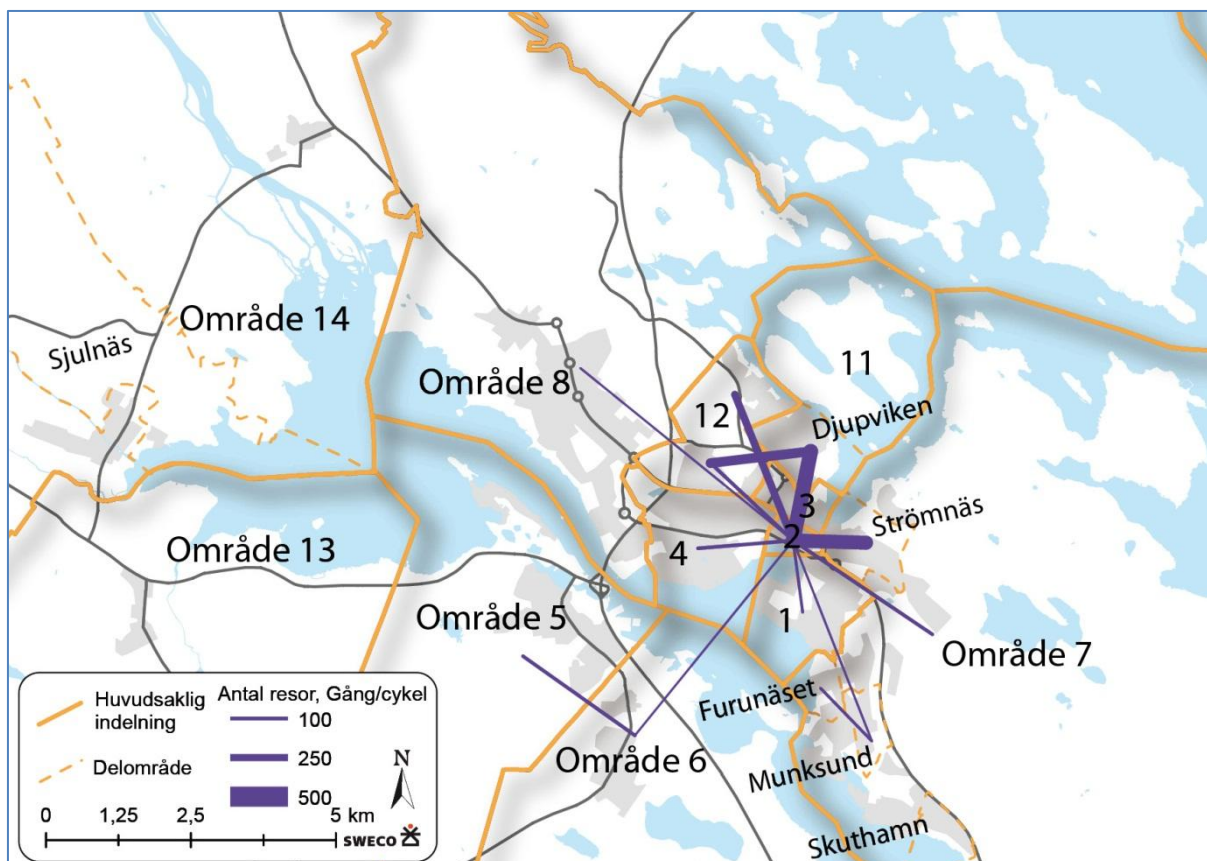 Område 14
Sjulnäs
Område 8
11
12
Djupviken
3
Strömnäs
2
4
Område 13
Område 5
1
Område 7
Furunäset
Område 6
Munksund
Skuthamn
Huvudsaklig
indelning
Delområde
Antal resor, Gång/cykel
100
250
500
N
0 1,25 2,5 5 km
SWECO